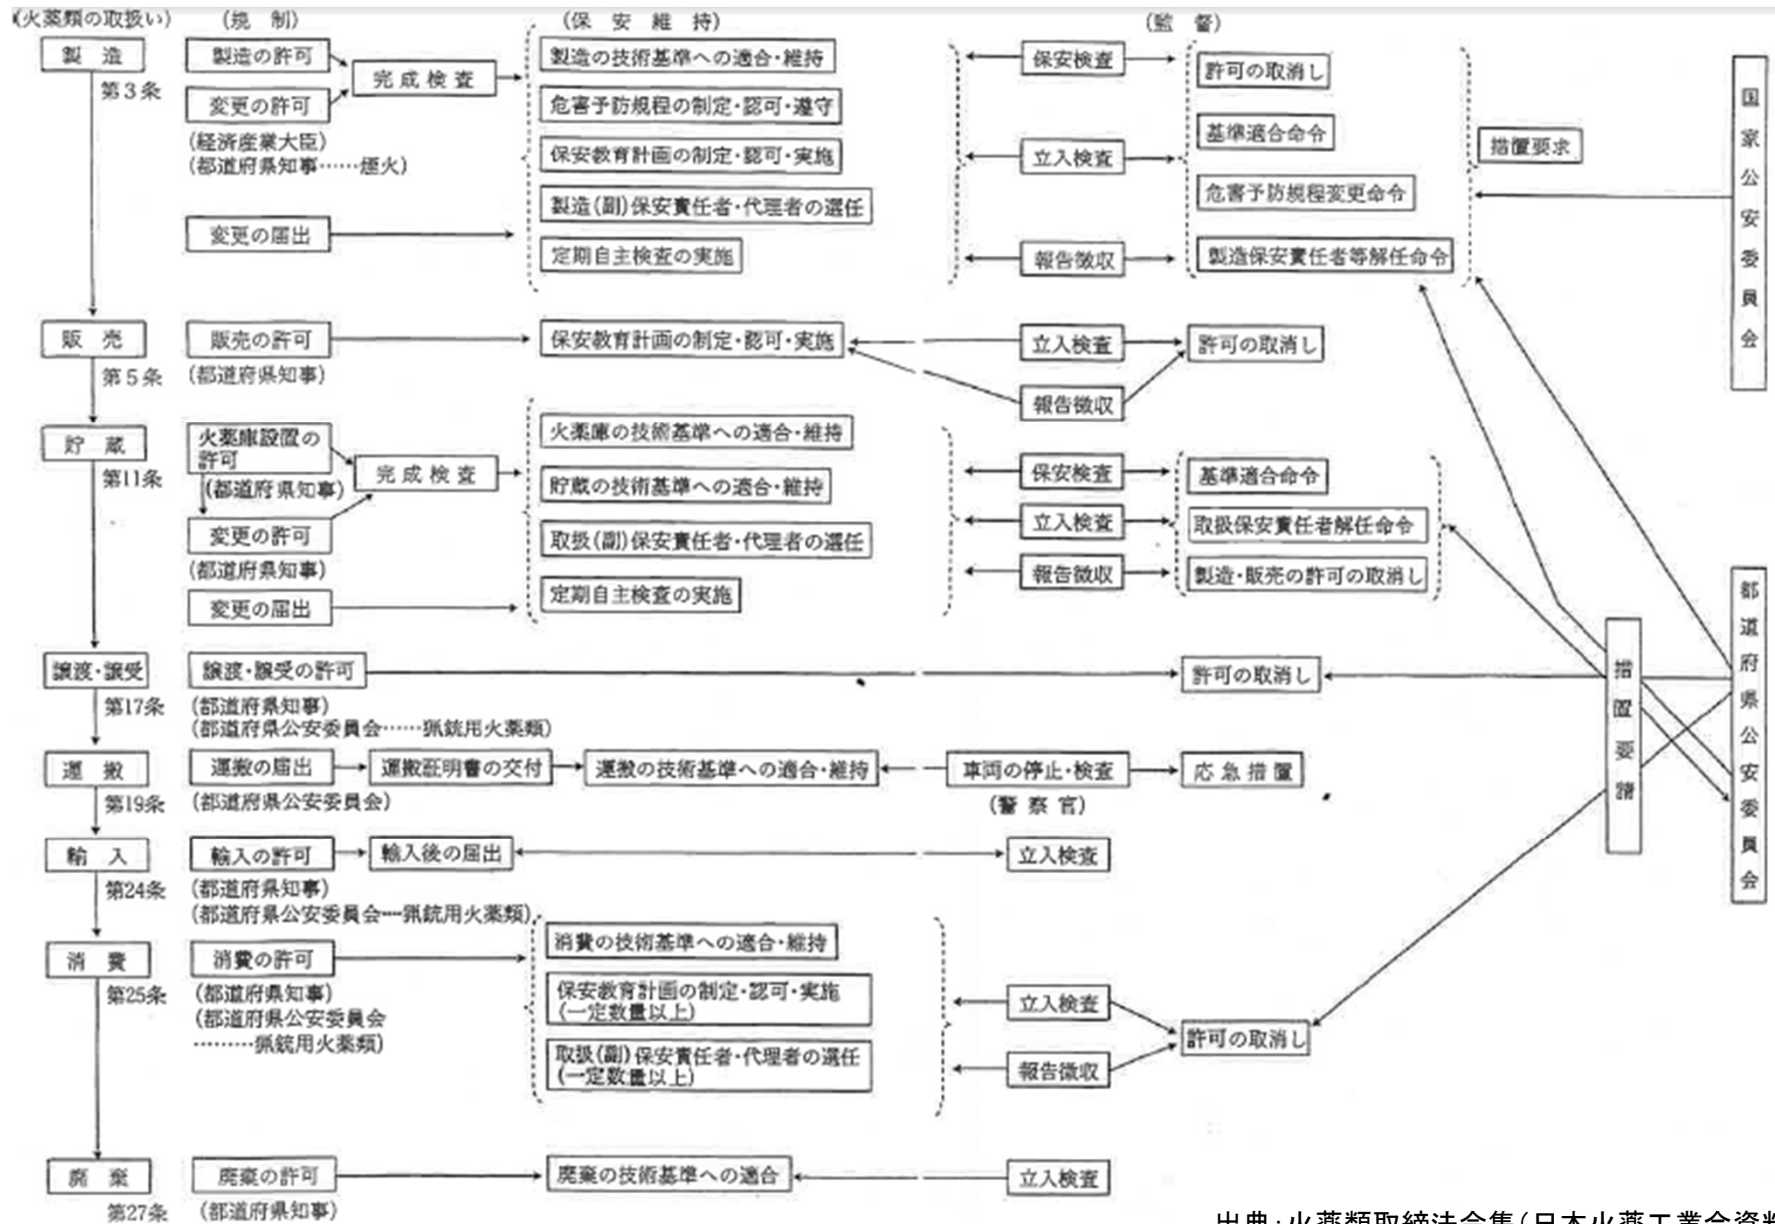 (火薬類の取扱い)
(規 制)
(保 安 維 持)
(監 督)
製 造
第3条
製造の許可
変更の許可
(経済産業大臣)
(都道府県知事……煙火)
変更の届出
完成検査
製造の技術基準への適合・維持
危害予防規程の制定・認可・遵守
保安教育計画の制定・認可・実施
製造(副)保安責任者・代理者の選任
定期自主検査の実施
保安検査
立入検査
報告徴収
許可の取消し
基準適合命令
危害予防規程変更命令
製造保安責任者等解任命令
措置要求
国家公安委員会
販 売
第5条
販売の許可
(都道府県知事)
保安教育計画の制定・認可・実施
立入検査
報告徴収
許可の取消し
貯 蔵
第11条
火薬庫設置の
許可
(都道府県知事)
変更の許可
(都道府県知事)
変更の届出
完成検査
火薬庫の技術基準への適合・維持
貯蔵の技術基準への適合・維持
取扱(副)保安責任者・代理者の選任
定期自主検査の実施
保安検査
立入検査
報告徴収
基準適合命令
取扱保安責任者解任命令
製造・販売の許可の取消し
措置要請
都道府県公安委員会
譲渡・譲受
第17条
譲渡・譲受の許可
(都道府県知事)
(都道府県公安委員会……猟銃用火薬類)
許可の取消し
運 搬
第19条
運搬の届出
(都道府県公安委員会)
運搬証明書の交付
運搬の技術基準への適合・維持
車両の停止・検査
(警 察 官)
応急措置
輸 入
第24条
輸入の許可
(都道府県知事)
(都道府県公安委員会…猟銃用火薬類)
輸入後の届出
立入検査
消 費
第25条
消費の許可
(都道府県知事)
(都道府県公安委員会
………猟銃用火薬類)
消費の技術基準への適合・維持
保安教育計画の制定・認可・実施
(一定数量以上)
取扱(副)保安責任者・代理者の選任
(一定数量以上)
立入検査
報告徴収
許可の取消し
廃 棄
第27条
廃棄の許可
(都道府県知事)
廃棄の技術基準への適合
立入検査
出典:火薬類取締法令集(日本火薬工業会資料